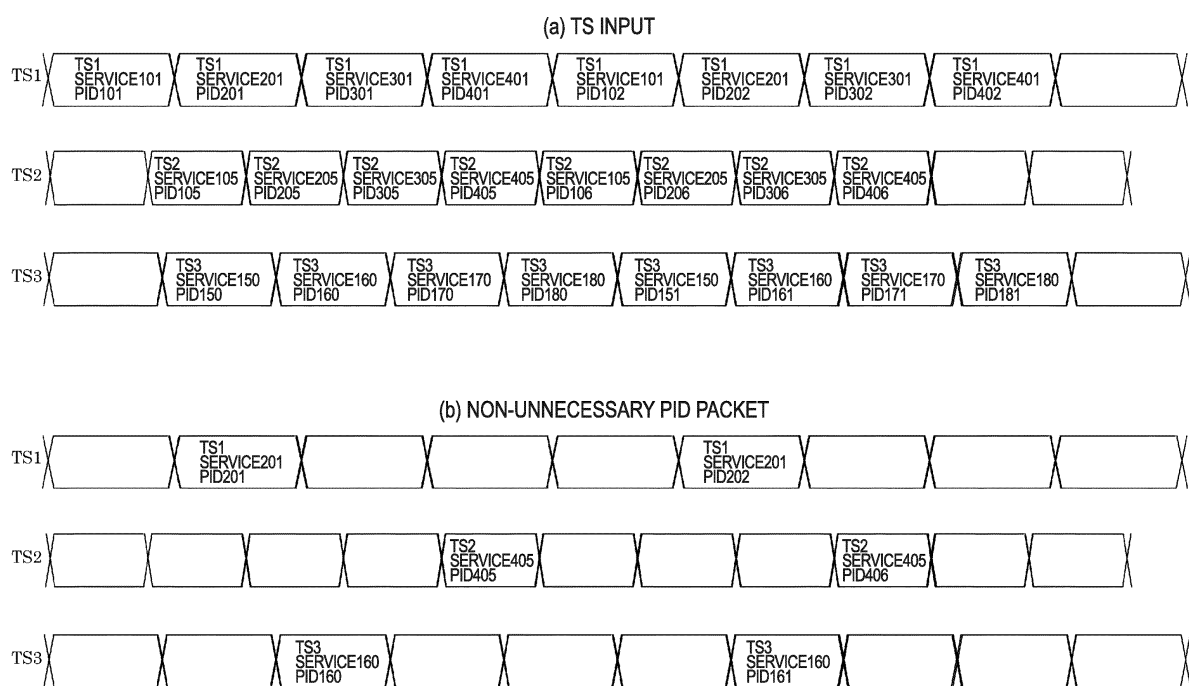 (a) TS INPUT
TS1
TS1
SERVICE101
PID101
TS1
SERVICE201
PID201
TS1
SERVICE301
PID301
TS1
SERVICE401
PID401
TS1
SERVICE101
PID102
TS1
SERVICE201
PID202
TS1
SERVICE301
PID302
TS1
SERVICE401
PID402
TS2
TS2
SERVICE105
PID105
TS2
SERVICE205
PID205
TS2
SERVICE305
PID305
TS2
SERVICE405
PID405
TS2
SERVICE105
PID106
TS2
SERVICE205
PID206
TS2
SERVICE305
PID306
TS2
SERVICE405
PID406
TS3
TS3
SERVICE150
PID150
TS3
SERVICE160
PID160
TS3
SERVICE170
PID170
TS3
SERVICE180
PID180
TS3
SERVICE150
PID151
TS3
SERVICE160
PID161
TS3
SERVICE170
PID171
TS3
SERVICE180
PID181
(b) NON-UNNECESSARY PID PACKET
TS1
TS1
SERVICE201
PID201
TS1
SERVICE201
PID202
TS2
TS2
SERVICE405
PID405
TS2
SERVICE405
PID406
TS3
TS3
SERVICE160
PID160
TS3
SERVICE160
PID161